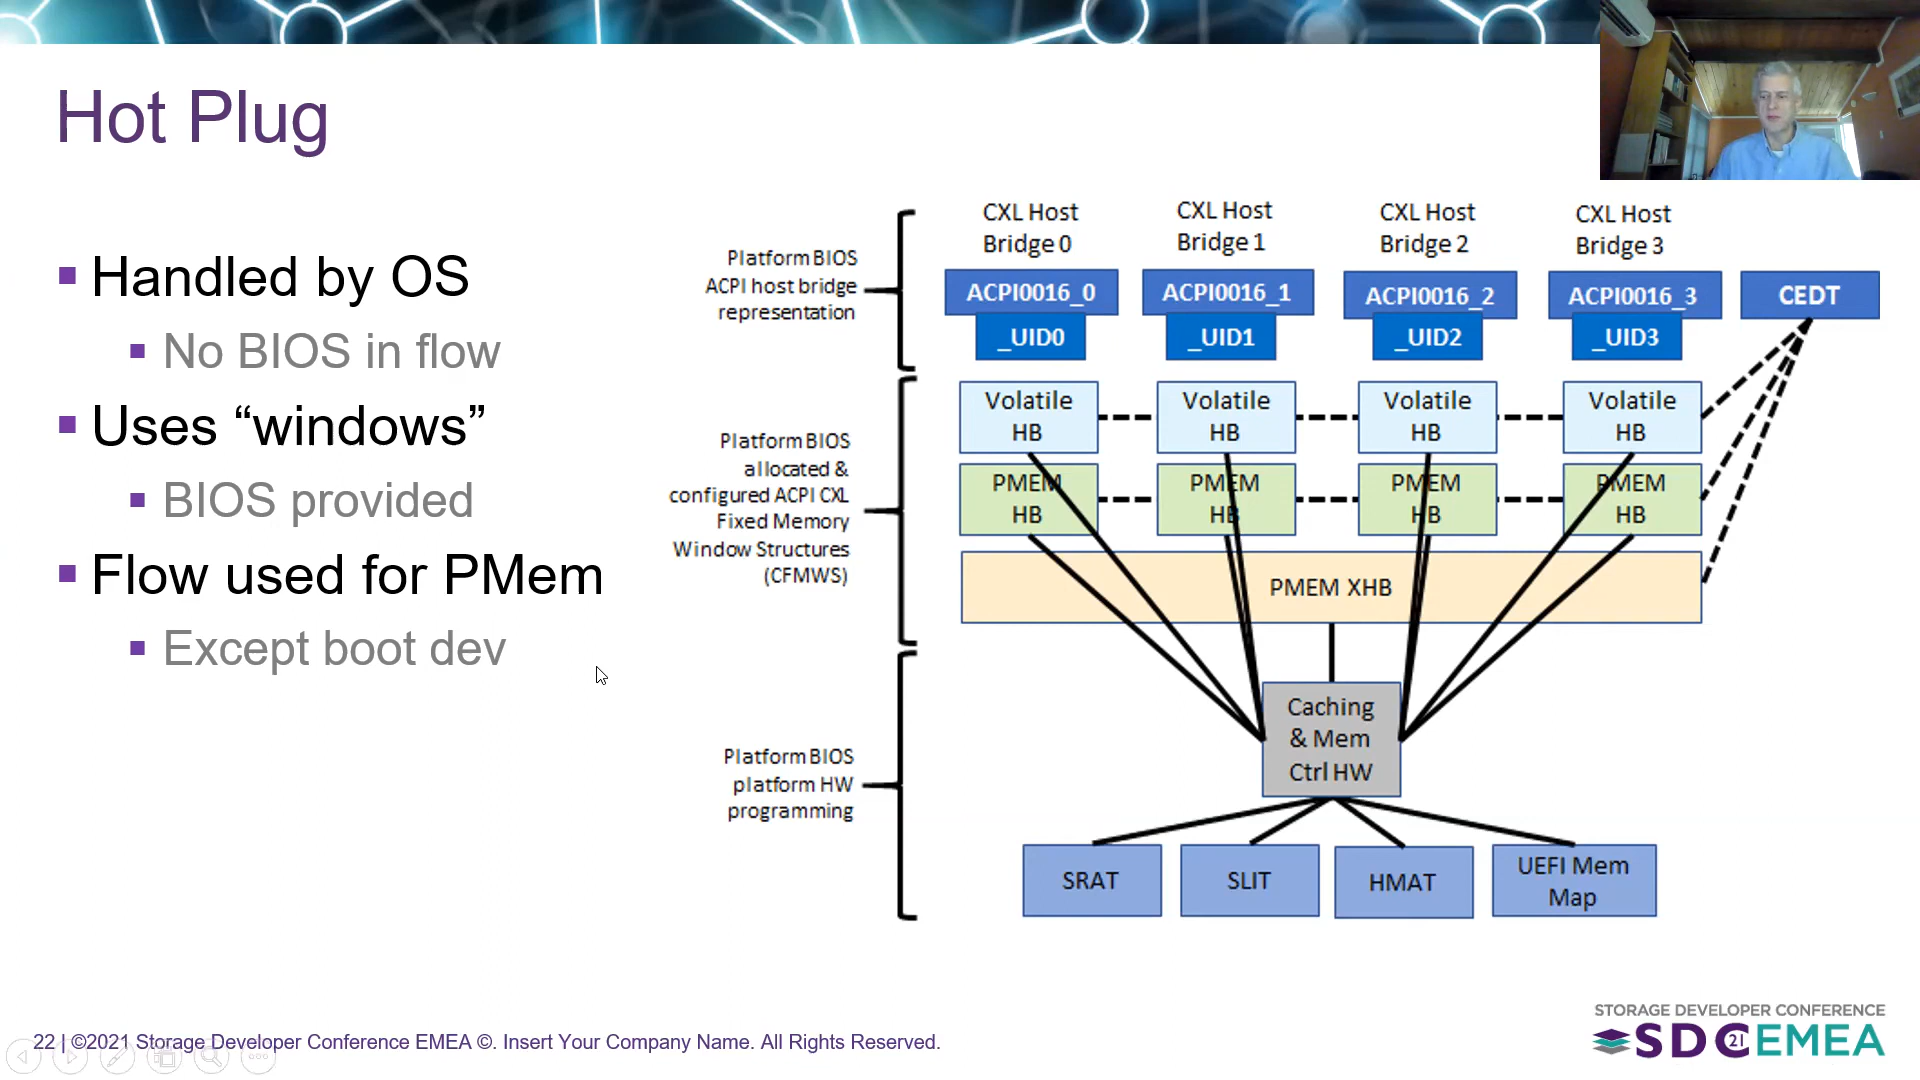 Hot Plug
Handled by OS
No BIOS in flow
Uses “windows”
BIOS provided
Flow used for PMem
Except boot dev
Platform BIOS
ACPI host bridge
representation
Platform BIOS
allocated &
configured ACPI CXL
Fixed Memory
Window Structures
(CFMWS)
Platform BIOS
platform HW
programming
CXL Host
Bridge 0
CXL Host
Bridge 1
CXL Host
Bridge 2
CXL Host
Bridge 3
ACPI0016_0
ACPI0016_1
ACPI0016_2
ACPI0016_3
CEDT
_UID0
_UID1
_UID2
_UID3
Volatile
HB
Volatile
HB
Volatile
HB
Volatile
HB
PMEM
HB
PMEM
HB
PMEM
HB
PMEM
HB
PMEM XHB
Caching
& Mem
Ctrl HW
SRAT
SLIT
HMAT
UEFI Mem
Map
22 | ©2021 Storage Developer Conference EMEA ©. Insert Your Company Name. All Rights Reserved.
STORAGE DEVELOPER CONFERENCE
SDC 21 EMEA